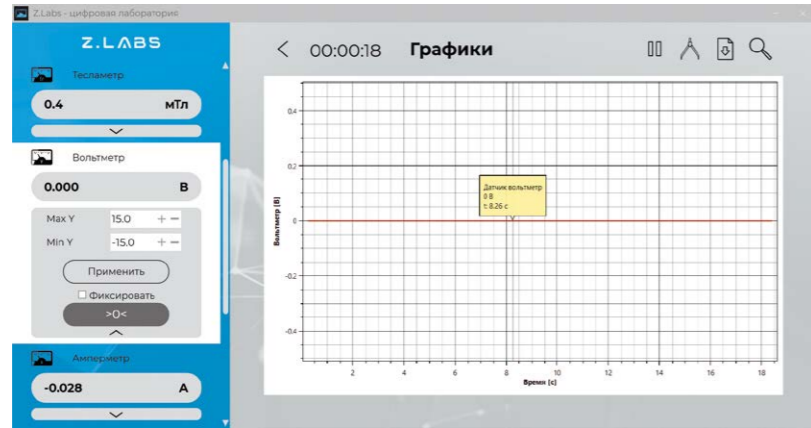 Z.Labs - цифровая лаборатория
Z.LABS
Тесламетр
0.4 мТл
Вольтметр
0.000 В
Max Y 15.0 + -
Min Y -15.0 + -
Применить
Фиксировать
>0<
Амперметр
-0.028 А
< 00:00:18 Графики
0,4
0,2
0
-0,2
-0,4
Вольтметр [В]
Датчик вольтметр
0 В
t: 8.26 с
2 4 6 8 10 12 14 16 18
Время [с]